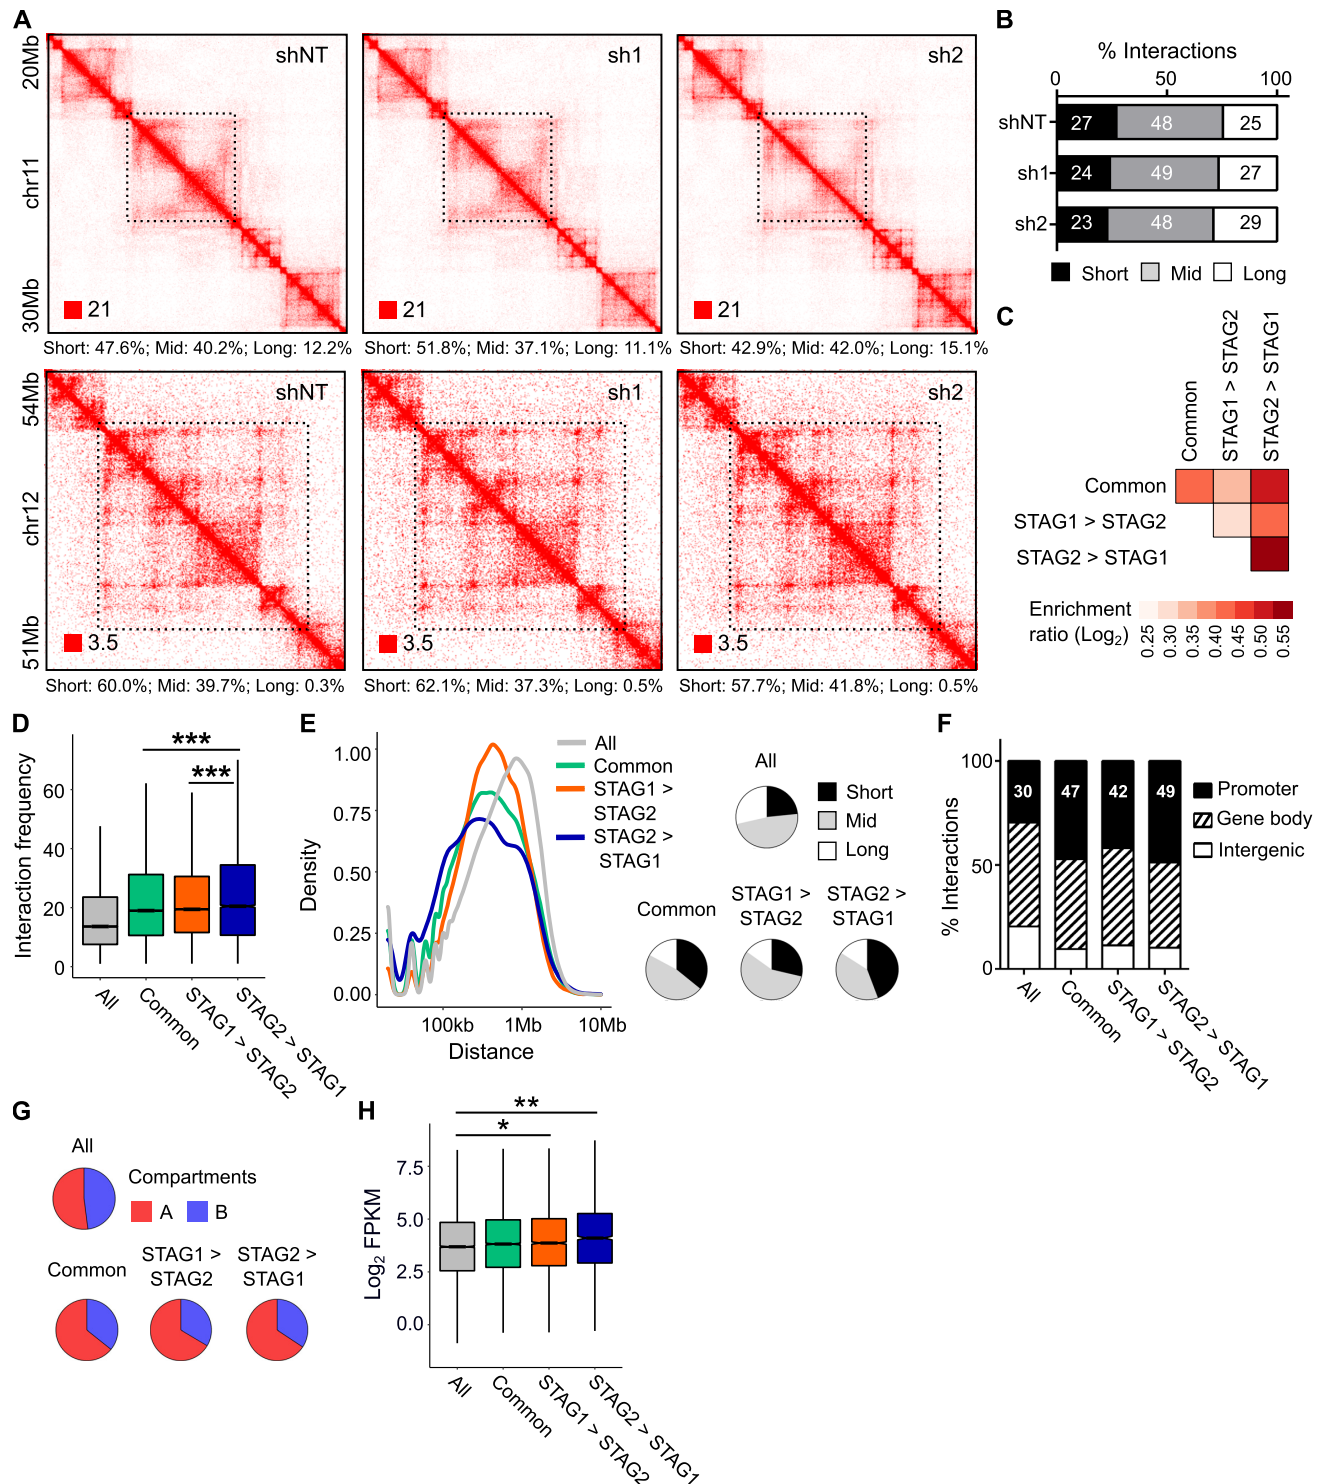 A
20Mb
chr11
30Mb
shNT
21
sh1
21
sh2
21
Short: 47.6%; Mid: 40.2%; Long: 12.2%
Short: 51.8%; Mid: 37.1%; Long: 11.1%
Short: 42.9%; Mid: 42.0%; Long: 15.1%
54Mb
chr12
51Mb
shNT
3.5
sh1
3.5
sh2
3.5
Short: 60.0%; Mid: 39.7%; Long: 0.3%
Short: 62.1%; Mid: 37.3%; Long: 0.5%
Short: 57.7%; Mid: 41.8%; Long: 0.5%
B
% Interactions
0 50 100
shNT 27 48 25
sh1 24 49 27
sh2 23 48 29
Short Mid Long
C
Common
STAG1 > STAG2
STAG2 > STAG1
Common
STAG1 > STAG2
STAG2 > STAG1
Enrichment
ratio (Log2)
0.25 0.30 0.35 0.40 0.45 0.50 0.55
D
Interaction frequency
60
40
20
0
***
***
All
Common
STAG1 > STAG2
STAG2 > STAG1
E
Density
1.00
0.75
0.50
0.25
0.00
100kb 1Mb 10Mb
Distance
All
Common
STAG1 >
STAG2
STAG2 >
STAG1
All
Short
Mid
Long
Common
STAG1 >
STAG2
STAG2 >
STAG1
F
% Interactions
100
50
0
30 47 42 49
Promoter
Gene body
Intergenic
All
Common
STAG1 > STAG2
STAG2 > STAG1
G
All
Compartments
A B
Common
STAG1 >
STAG2
STAG2 >
STAG1
H
Log2 FPKM
7.5
5.0
2.5
0.0
**
*
All
Common
STAG1 > STAG2
STAG2 > STAG1